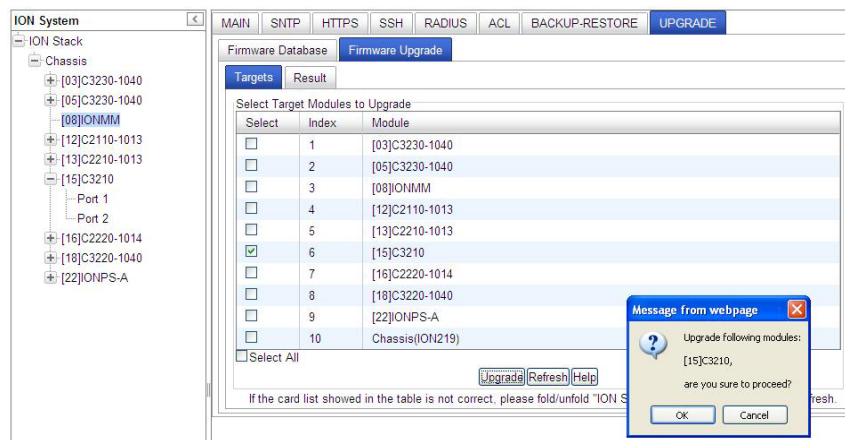 ION System
ION Stack
Chassis
[03]C3230-1040
[05]C3230-1040
[08]IONMM
[12]C2110-1013
[13]C2210-1013
[15]C3210
Port 1
Port 2
[16]C2220-1014
[18]C3220-1040
[22]IONPS-A
MAIN SNTP HTTPS SSH RADIUS ACL BACKUP-RESTORE UPGRADE
Firmware Database Firmware Upgrade
Targets Result
Select Target Modules to Upgrade
Select Index Module
1 [03]C3230-1040
2 [05]C3230-1040
3 [08]IONMM
4 [12]C2110-1013
5 [13]C2210-1013
6 [15]C3210
7 [16]C2220-1014
8 [18]C3220-1040
9 [22]IONPS-A
10 Chassis(ION219)
Select All
Upgrade Refresh Help
If the card list showed in the table is not correct, please fold/unfold "ION S
fresh.
Message from webpage
Upgrade following modules:
[15]C3210,
are you sure to proceed?
OK Cancel